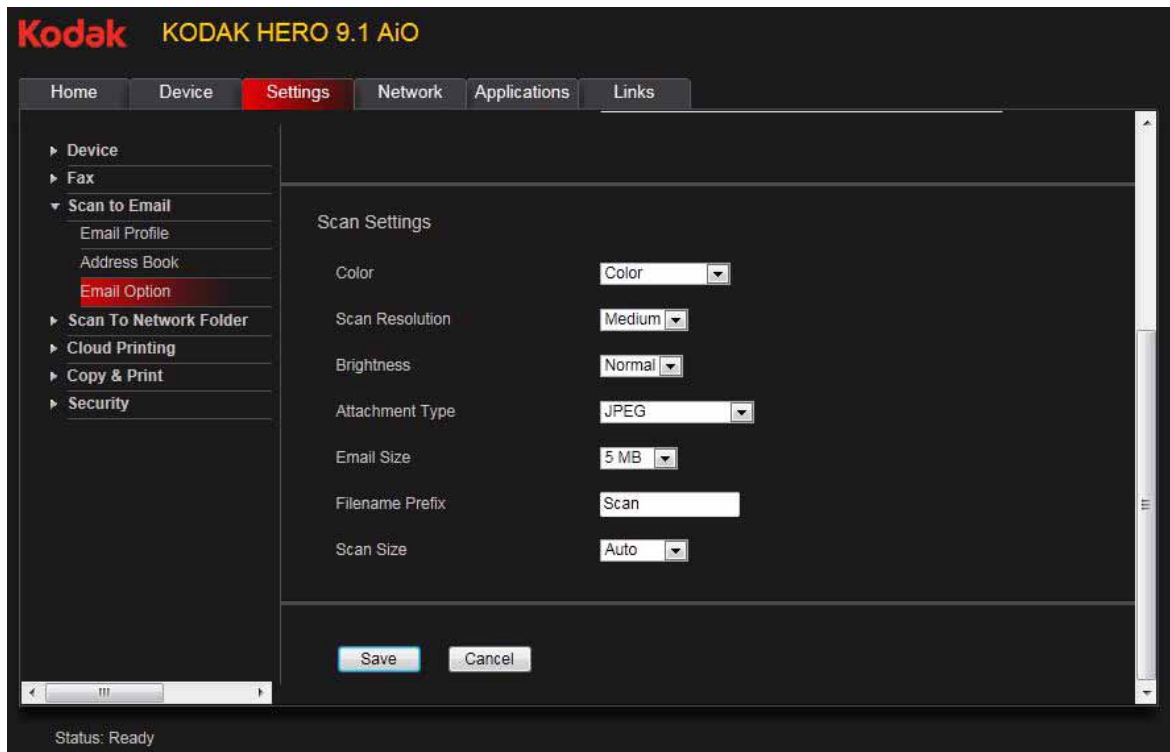 Kodak KODAK HERO 9.1 AiO
Home Device Settings Network Applications Links
Device
Fax
Scan to Email
Email Profile
Address Book
Email Option
Scan To Network Folder
Cloud Printing
Copy & Print
Security
Scan Settings
Color Color
Scan Resolution Medium
Brightness Normal
Attachment Type JPEG
Email Size 5 MB
Filename Prefix Scan
Scan Size Auto
Save Cancel
Status: Ready